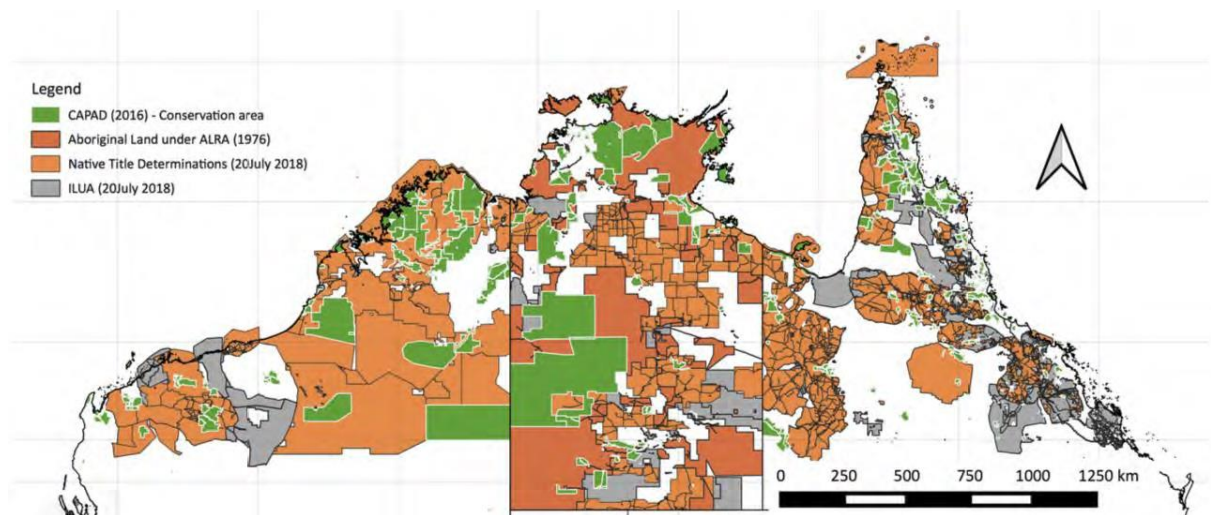 Legend
CAPAD (2016) - Conservation area
Aboriginal Land under ALRA (1976)
Native Title Determinations (20July 2018)
ILUA (20July 2018)
0 250 500 750 1000 1250 km